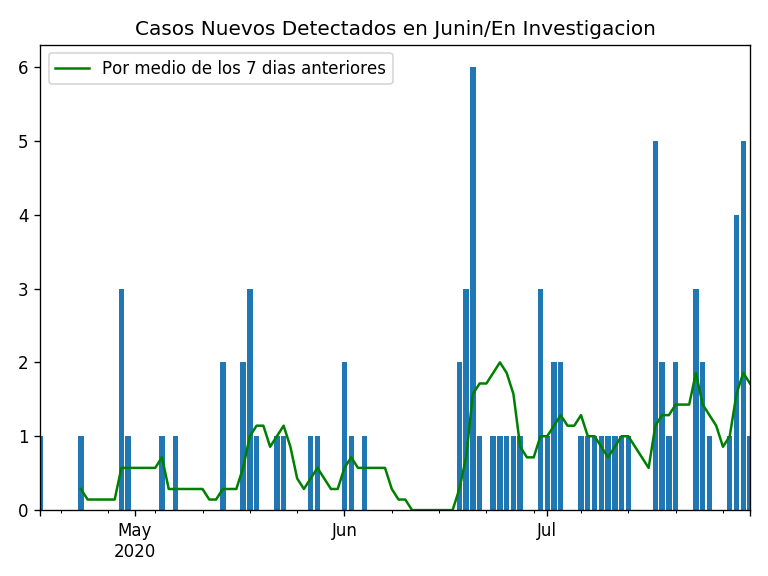 Casos Nuevos Detectados en Junin/En Investigacion
Por medio de los 7 dias anteriores
6
5
4
3
2
1
0
May Jun Jul
2020